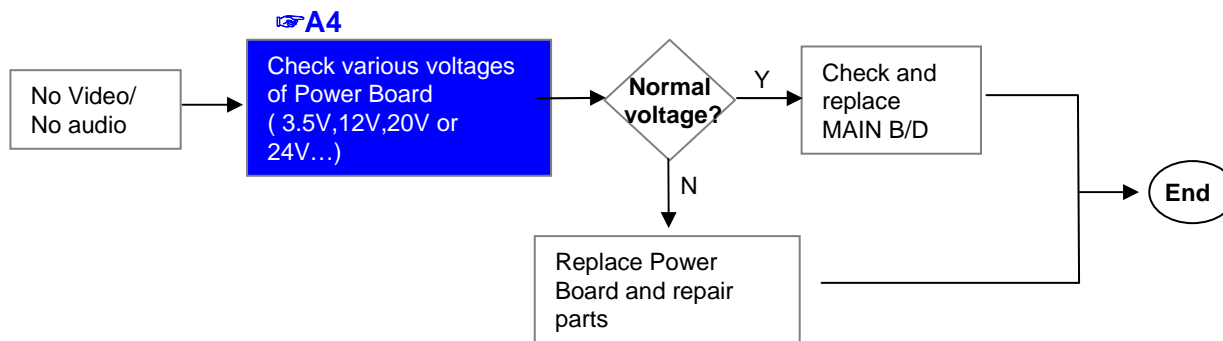 ☞A4
No Video/
No audio
Check various voltages
of Power Board
( 3.5V,12V,20V or
24V…)
Normal
voltage?
Y
Check and
replace
MAIN B/D
N
Replace Power
Board and repair
parts
End